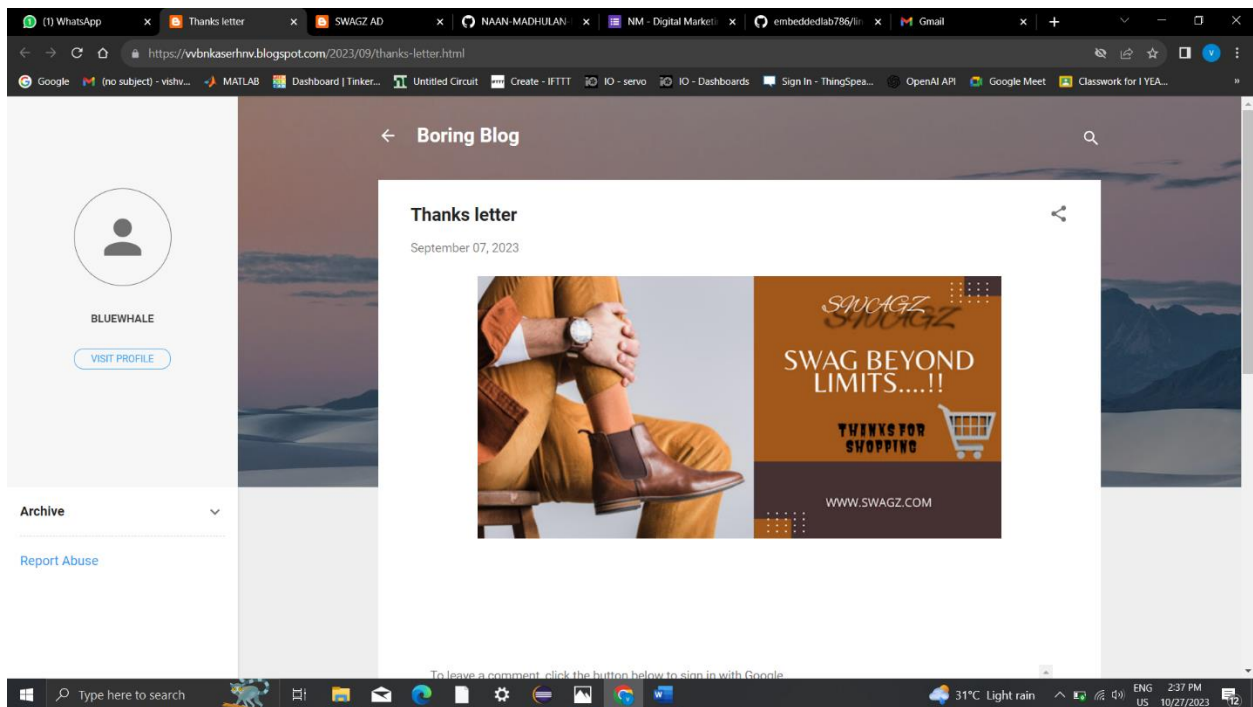 (1) WhatsApp
Thanks letter
SWAGZ AD
NAAN-MADHULAN-
NM - Digital Marketi
embeddedlab786/lin
Gmail
https://vvbnkaserhnv.blogspot.com/2023/09/thanks-letter.html
Google
(no subject) - vishv...
MATLAB
Dashboard | Tinker...
Untitled Circuit
Create - IFTTT
IO - servo
IO - Dashboards
Sign In - ThingSpea...
OpenAI API
Google Meet
Classwork for I YEA...
»
Boring Blog
BLUEWHALE
VISIT PROFILE
Archive
Report Abuse
Thanks letter
September 07, 2023
SWAGZ
SWAGZ
SWAG BEYOND
LIMITS....!!
THINKS FOR
SHOPPING
WWW.SWAGZ.COM
To leave a comment, click the button below to sign in with Google.
Type here to search
31°C Light rain
ENG
US
2:37 PM
10/27/2023
12